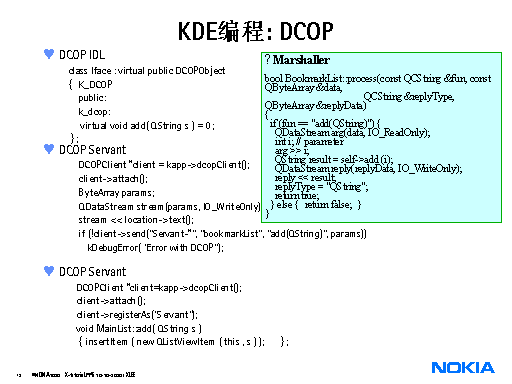 KDE编程: DCOP
♥ DCOP IDL
class Iface : virtual public DCOPObject
{ K_DCOP
public:
k_dcop:
virtual void add( QString s ) = 0;
};
♥ DCOP Servant
DCOPClient *client = kapp->dcopClient();
client->attach();
ByteArray params;
QDataStream stream(params, IO_WriteOnly)
stream << location->text();
if (!client->send("Servant-*", "bookmarkList", "add(QString)", params))
kDebugError( "Error with DCOP");
♥ DCOP Servant
DCOPClient *client=kapp->dcopClient();
client->attach();
client->registerAs("Servant");
void MainList::add( QString s )
{ insertItem ( new QListViewItem ( this , s ) ); };
? Marshaller
bool BookmarkList::process(const QCString &fun, const
QByteArray &data,
QCString &replyType,
QByteArray &replyData)
{
if (fun == "add(QString)") {
QDataStream arg(data, IO_ReadOnly);
int i; // parameter
arg >> i;
QString result = self->add (i);
QDataStream reply(replyData, IO_WriteOnly);
reply << result;
replyType = "QString";
return true;
} else { return false; }
}
NOKIA